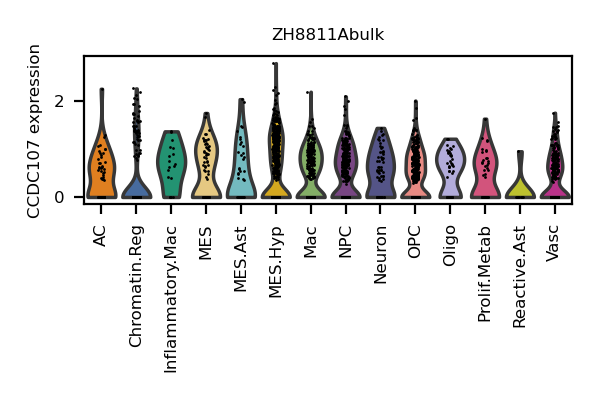 ZH8811Abulk
CCDC107 expression
2
0
AC
Chromatin.Reg
Inflammatory.Mac
MES
MES.Ast
MES.Hyp
Mac
NPC
Neuron
OPC
Oligo
Prolif.Metab
Reactive.Ast
Vasc